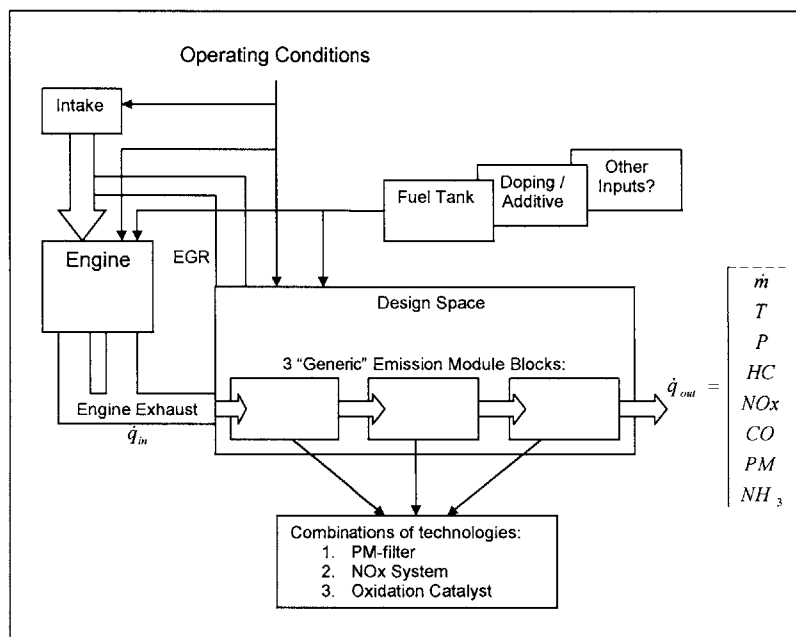 Operating Conditions
Intake
Other
Inputs?
Doping /
Additive
Fuel Tank
Engine
EGR
Design Space
3 “Generic” Emission Module Blocks:
Engine Exhaust
q̇in
q̇out =
ṁ
T
P
HC
NOx
CO
PM
NH3
Combinations of technologies:
1. PM-filter
2. NOx System
3. Oxidation Catalyst